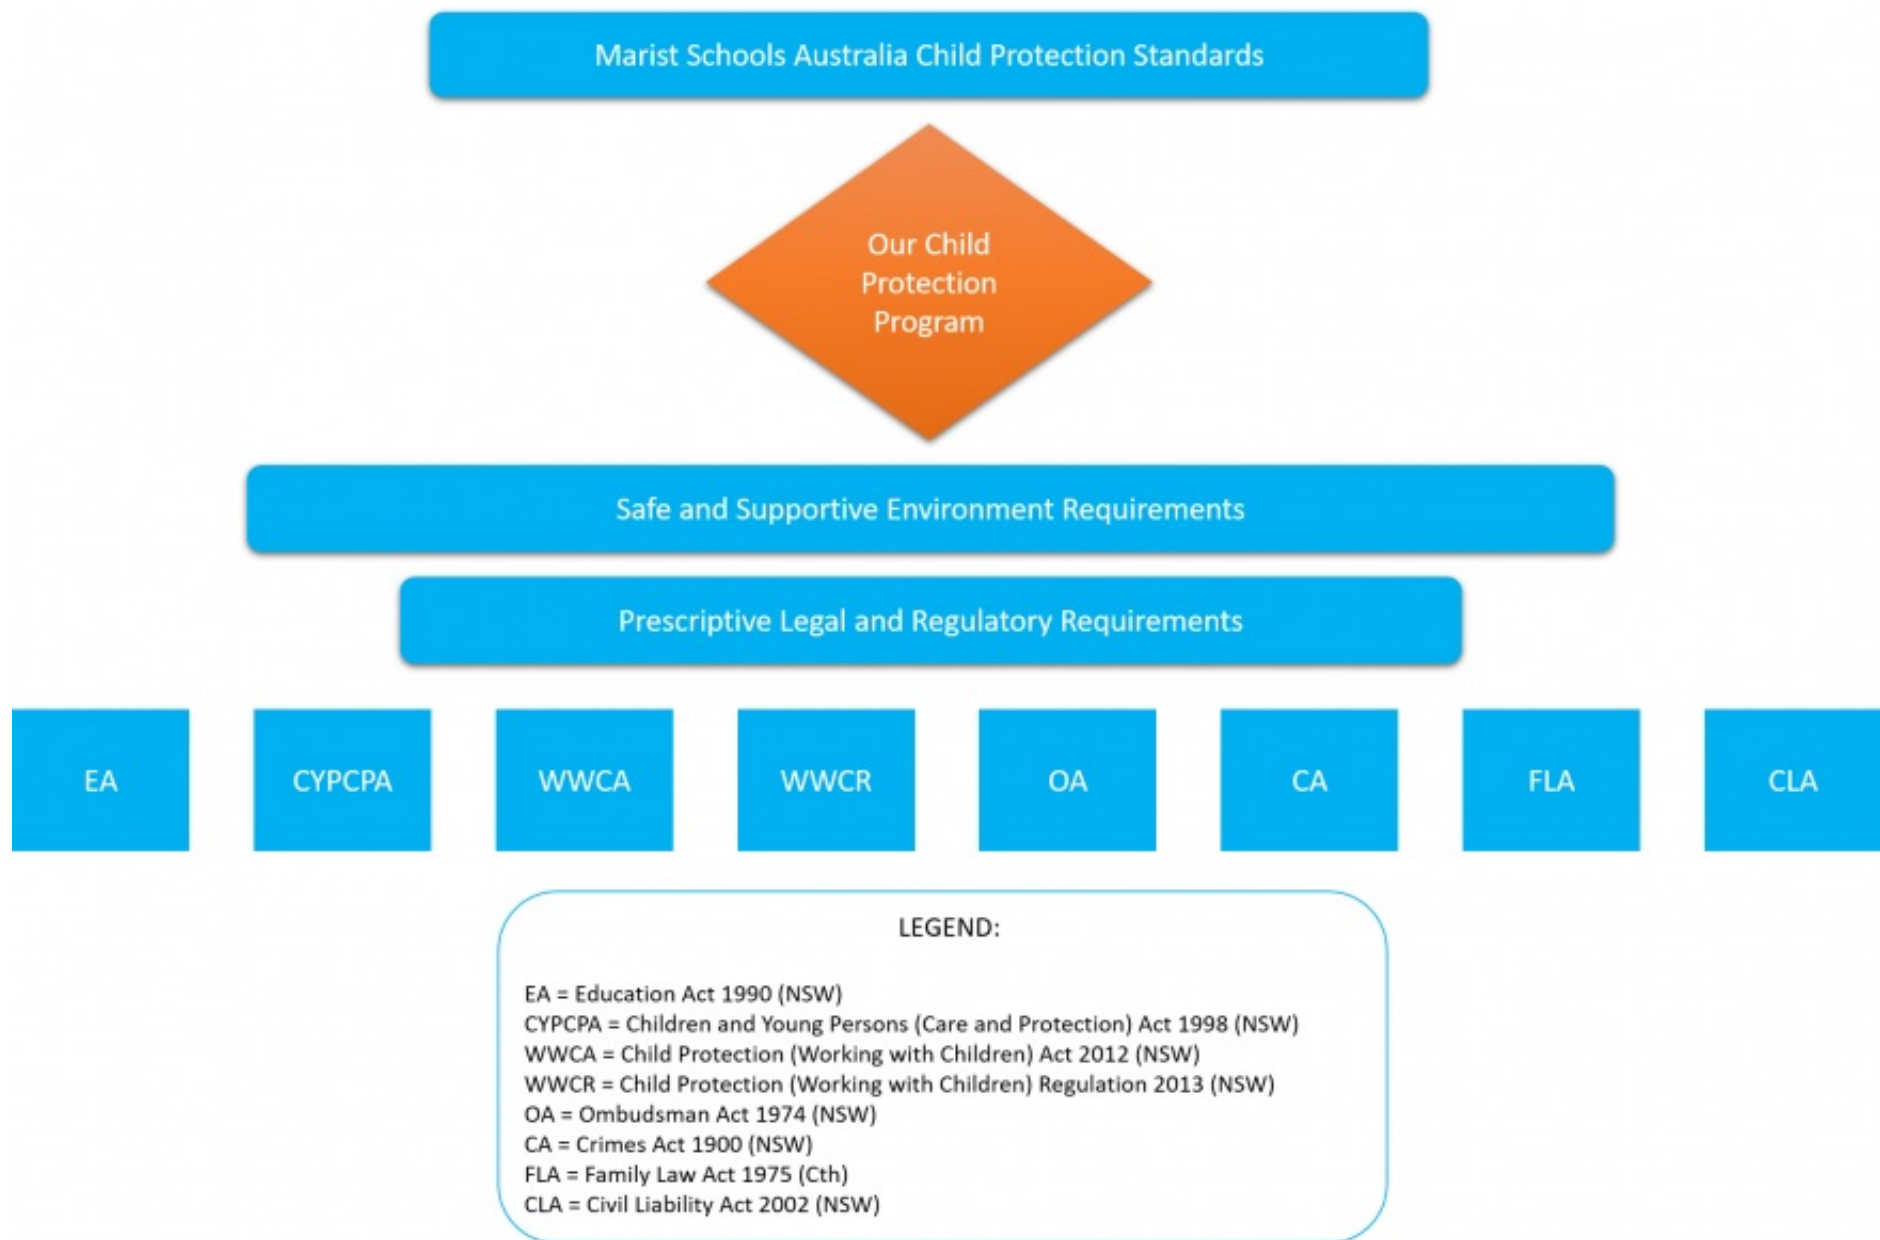 Marist Schools Australia Child Protection Standards
Our Child
Protection
Program
Safe and Supportive Environment Requirements
Prescriptive Legal and Regulatory Requirements
EA
CYPCPA
WWCA
WWCR
OA
CA
FLA
CLA
LEGEND:
EA = Education Act 1990 (NSW)
CYPCPA = Children and Young Persons (Care and Protection) Act 1998 (NSW)
WWCA = Child Protection (Working with Children) Act 2012 (NSW)
WWCR = Child Protection (Working with Children) Regulation 2013 (NSW)
OA = Ombudsman Act 1974 (NSW)
CA = Crimes Act 1900 (NSW)
FLA = Family Law Act 1975 (Cth)
CLA = Civil Liability Act 2002 (NSW)